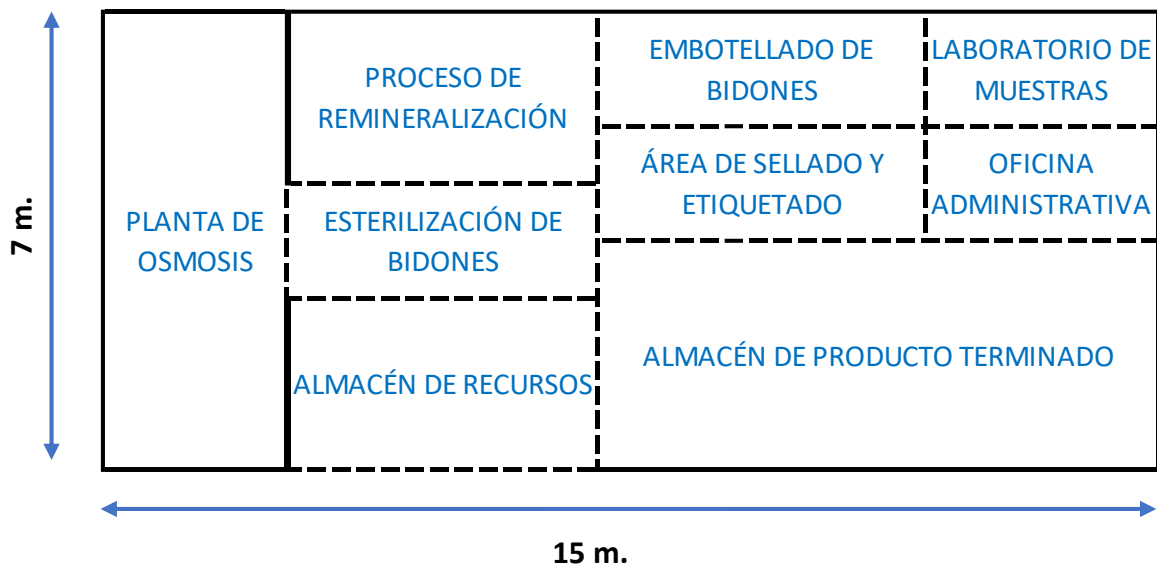 7 m.
PLANTA DE
OSMOSIS
PROCESO DE
REMINERALIZACIÓN
ESTERILIZACIÓN DE
BIDONES
ALMACÉN DE RECURSOS
EMBOTELLADO DE
BIDONES
LABORATORIO DE
MUESTRAS
ÁREA DE SELLADO Y
ETIQUETADO
OFICINA
ADMINISTRATIVA
ALMACÉN DE PRODUCTO TERMINADO
15 m.